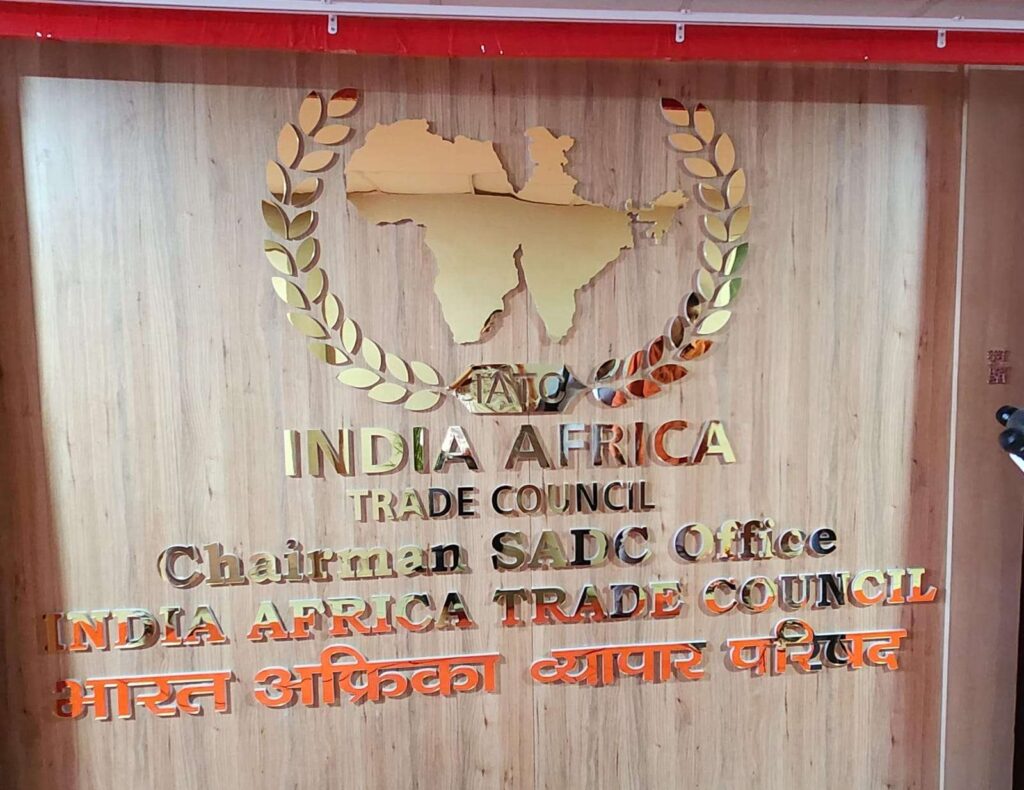 IATC
INDIA AFRICA
TRADE COUNCIL
Chairman SADC Office
INDIA AFRICA TRADE COUNCIL
भारत अफ्रिका व्यापार परिषद